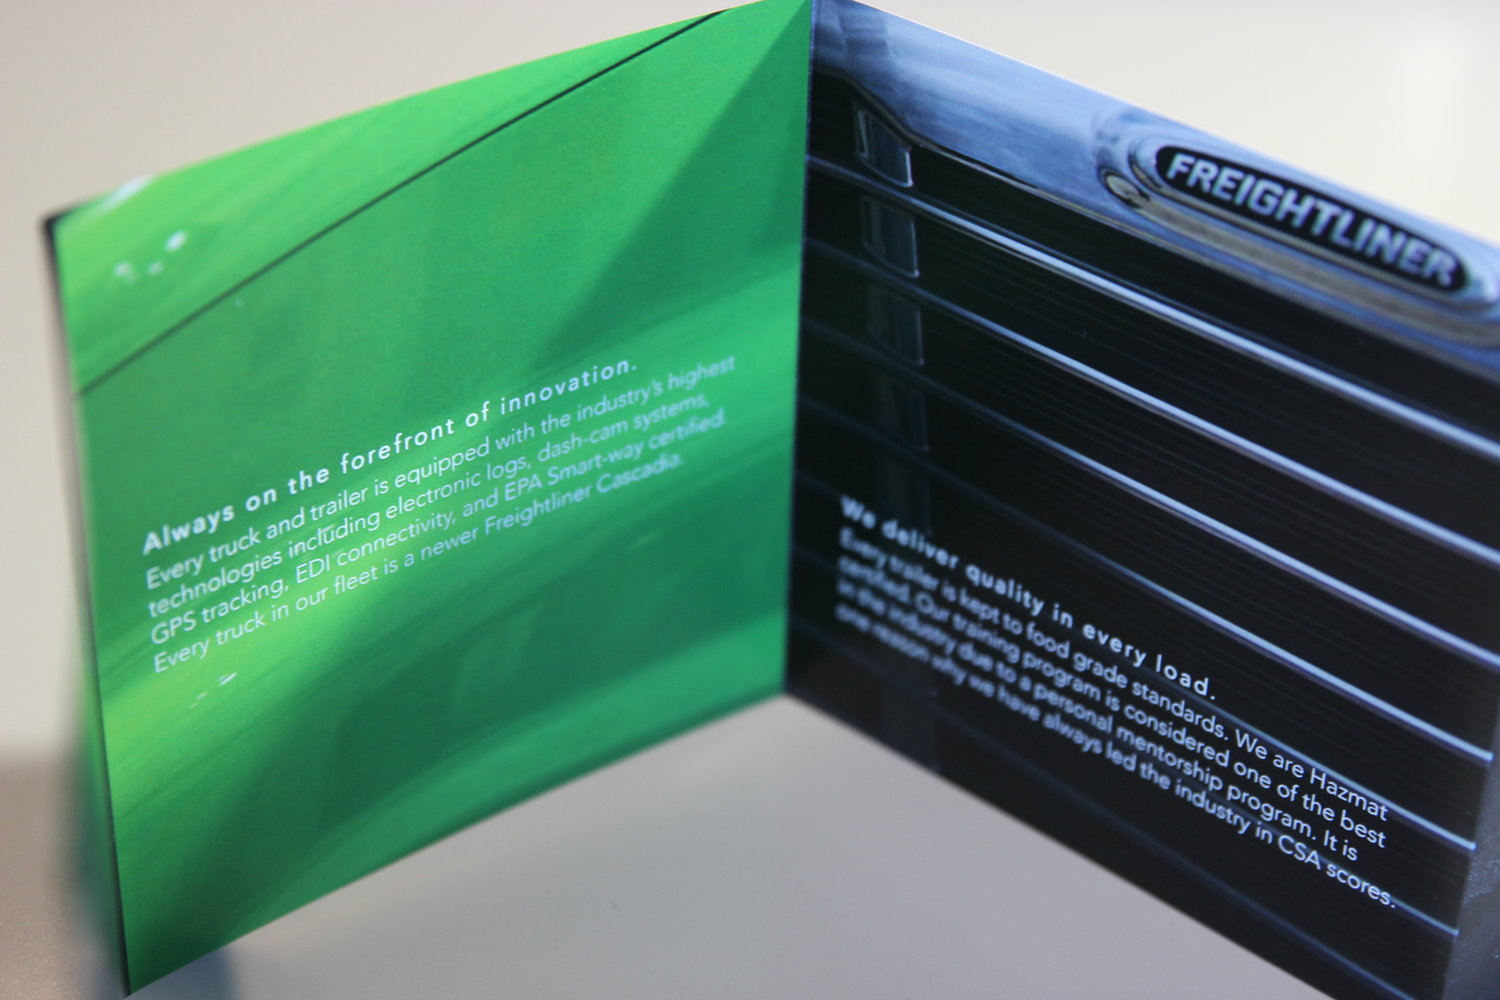 Always on the forefront of innovation.
Every truck and trailer is equipped with the industry's highest
technologies including electronic logs, dash-cam systems,
GPS tracking, EDI connectivity, and EPA Smart-way certified.
Every truck in our fleet is a newer Freightliner Cascadia.
FREIGHTLINER
We deliver quality in every load.
Every trailer is kept to food grade standards. We are Hazmat
certified. Our training program is considered one of the best
in the industry due to a personal mentorship program. It is
one reason why we have always led the industry in CSA scores.